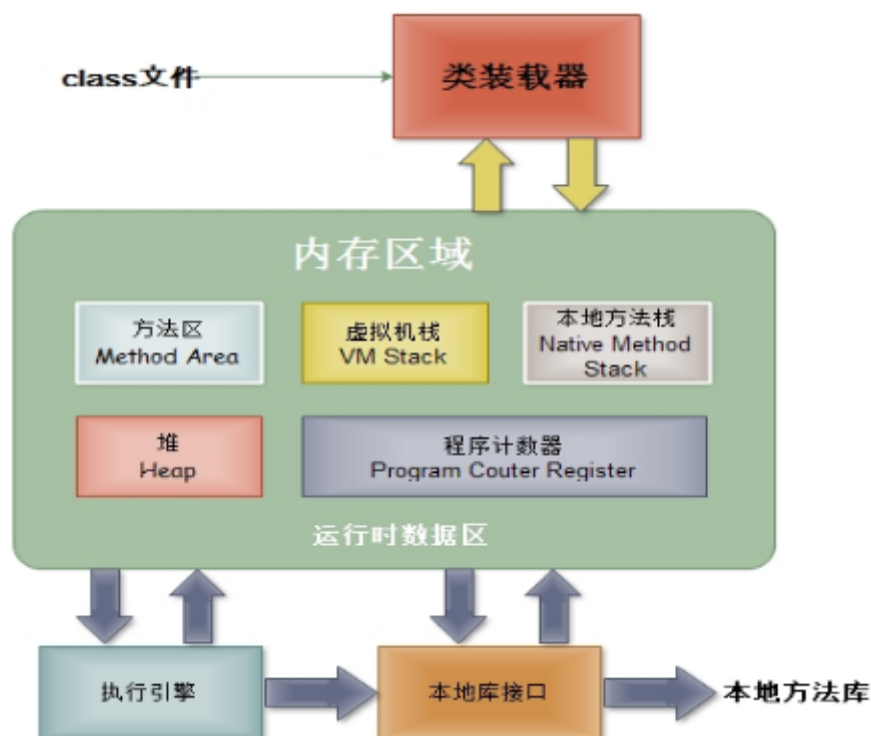 class文件
类装载器
内存区域
方法区
Method Area
虚拟机栈
VM Stack
本地方法栈
Native Method
Stack
堆
Heap
程序计数器
Program Couter Register
运行时数据区
执行引擎
本地库接口
本地方法库